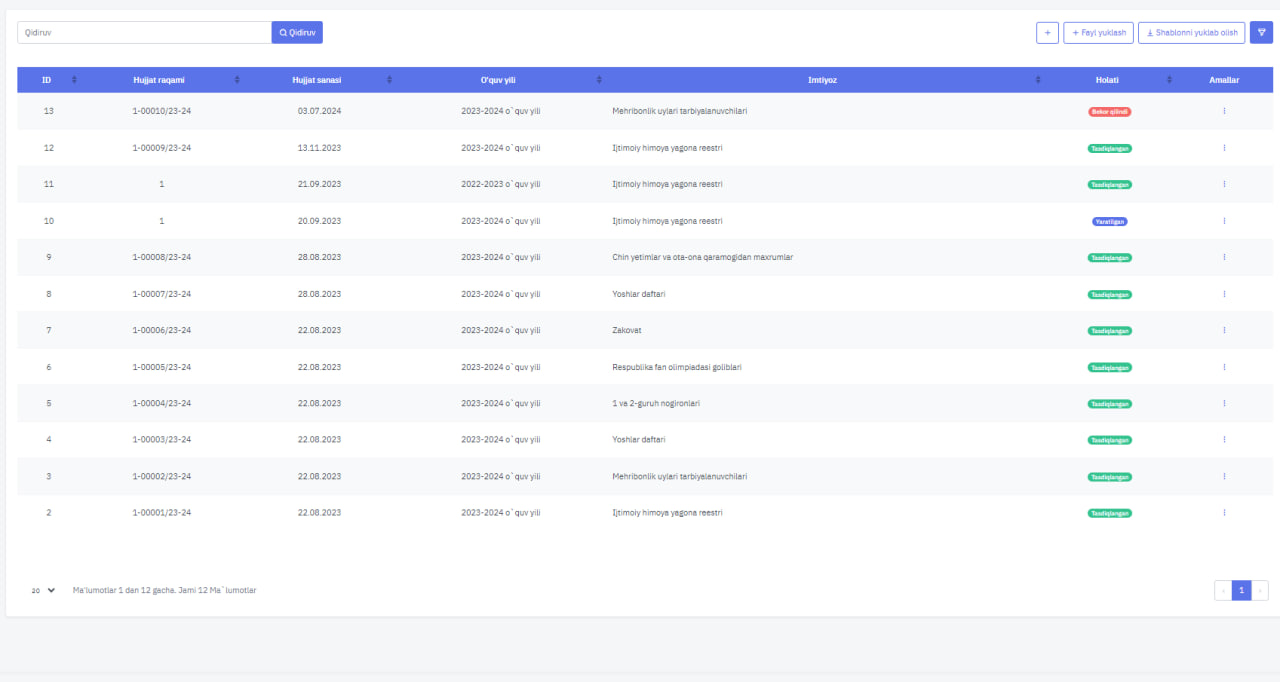 Qidiruv Qidiruv + + Fayl yuklash Shablonni yuklab olish
ID Hujjat raqami Hujjat sanasi O'quv yili Imtiyoz Holati Amallar
13 1-00010/23-24 03.07.2024 2023-2024 o`quv yili Mehribonlik uylari tarbiyalanuvchilari Bekor qilindi
12 1-00009/23-24 13.11.2023 2023-2024 o`quv yili Ijtimoiy himoya yagona reestri Tasdiqlangan
11 1 21.09.2023 2022-2023 o`quv yili Ijtimoiy himoya yagona reestri Tasdiqlangan
10 1 20.09.2023 2023-2024 o`quv yili Ijtimoiy himoya yagona reestri Yaratilgan
9 1-00008/23-24 28.08.2023 2023-2024 o`quv yili Chin yetimlar va ota-ona qaramogidan maxrumlar Tasdiqlangan
8 1-00007/23-24 28.08.2023 2023-2024 o`quv yili Yoshlar daftari Tasdiqlangan
7 1-00006/23-24 22.08.2023 2023-2024 o`quv yili Zakovat Tasdiqlangan
6 1-00005/23-24 22.08.2023 2023-2024 o`quv yili Respublika fan olimpiadasi goliblari Tasdiqlangan
5 1-00004/23-24 22.08.2023 2023-2024 o`quv yili 1 va 2-guruh nogironlari Tasdiqlangan
4 1-00003/23-24 22.08.2023 2023-2024 o`quv yili Yoshlar daftari Tasdiqlangan
3 1-00002/23-24 22.08.2023 2023-2024 o`quv yili Mehribonlik uylari tarbiyalanuvchilari Tasdiqlangan
2 1-00001/23-24 22.08.2023 2023-2024 o`quv yili Ijtimoiy himoya yagona reestri Tasdiqlangan
20 Ma'lumotlar 1 dan 12 gacha. Jami 12 Ma`lumotlar ‹ 1 ›